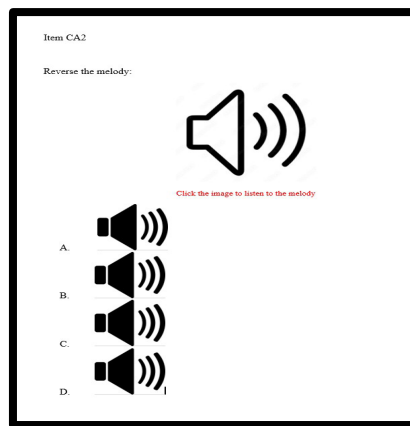 Item CA2
Reverse the melody:
Click the image to listen to the melody
A.
B.
C.
D.